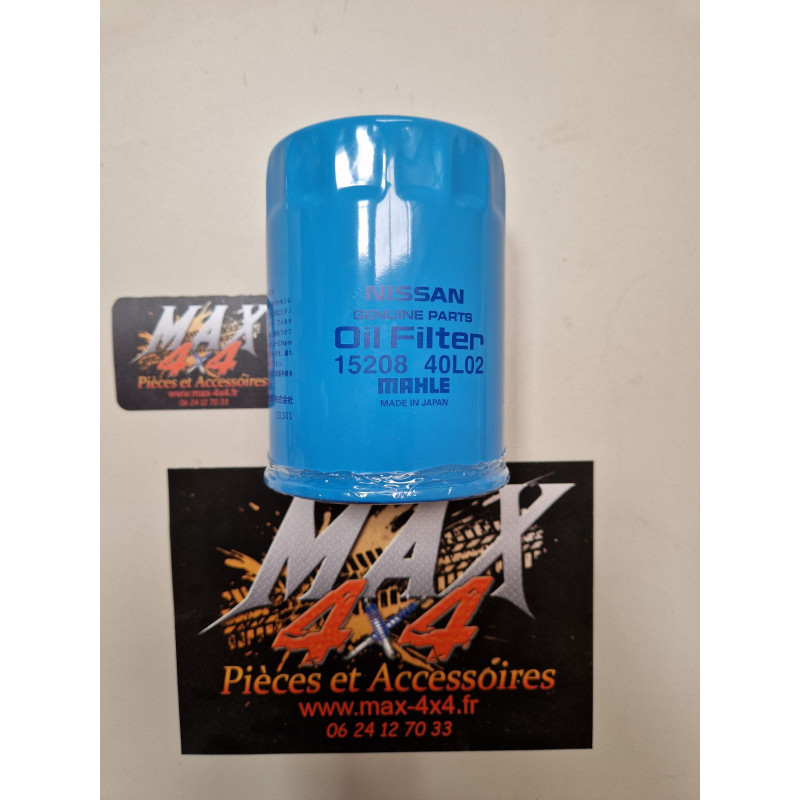 NISSAN
GENUINE PARTS
Oil Filter
15208 40L02
MAHLE
MADE IN JAPAN
MAX
4x4
Pièces et Accessoires
www.max-4x4.fr
06 24 12 70 33
MAX
4x4
Pièces et Accessoires
www.max-4x4.fr
06 24 12 70 33